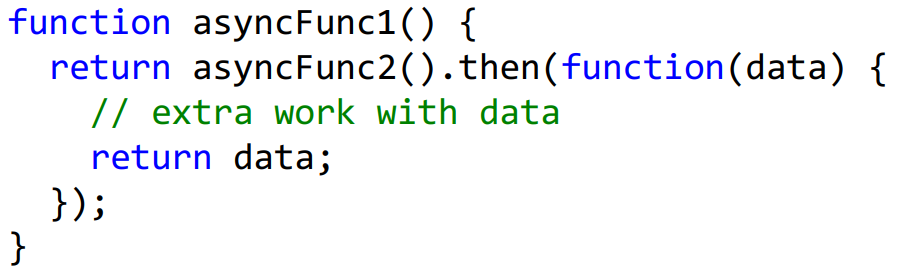 function asyncFunc1() {
  return asyncFunc2().then(function(data) {
    // extra work with data
    return data;
  });
}